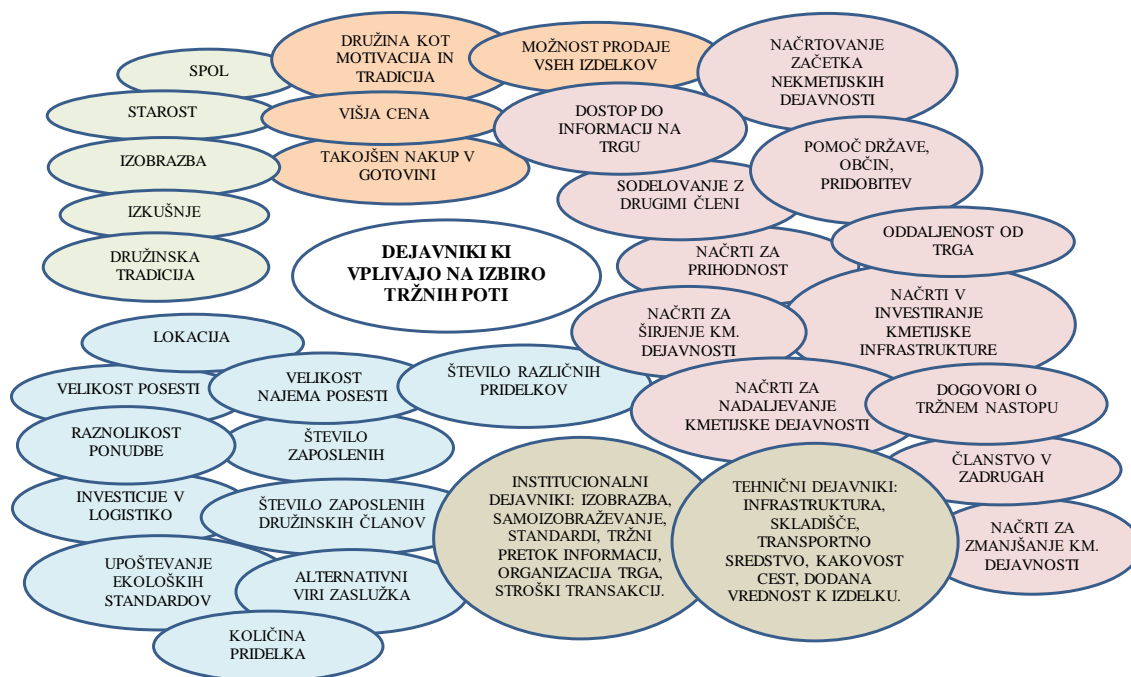 SPOL
STAROST
IZOBRAZBA
IZKUŠNJE
DRUŽINSKA
TRADICIJA
DRUŽINA KOT
MOTIVACIJA IN
TRADICIJA
VIŠJA CENA
TAKOJŠEN NAKUP V
GOTOVINI
MOŽNOST PRODAJE
VSEH IZDELKOV
DOSTOP DO
INFORMACIJ NA
TRGU
NAČRTOVANJE
ZAČETKA
NEKMETIJSKIH
DEJAVNOSTI
POMOČ DRŽAVE,
OBČIN,
PRIDOBITEV
SODELOVANJE Z
DRUGIMI ČLENI
ODDALJENOST OD
TRGA
NAČRTI ZA
PRIHODNOST
DEJAVNIKI KI
VPLIVAJO NA IZBIRO
TRŽNIH POTI
NAČRTI V
INVESTIRANJE
KMETIJSKE
INFRASTRUKTURE
NAČRTI ZA
ŠIRJENJE KM.
DEJAVNOSTI
LOKACIJA
VELIKOST POSESTI
VELIKOST
NAJEMA POSESTI
ŠTEVILO RAZLIČNIH
PRIDELKOV
NAČRTI ZA
NADALJEVANJE
KMETIJSKE DEJAVNOSTI
DOGOVORI O
TRŽNEM NASTOPU
RAZNOLIKOST
PONUDBE
ŠTEVILO
ZAPOSLENIH
ČLANSTVO V
ZADRUGAH
INVESTICIJE V
LOGISTIKO
ŠTEVILO ZAPOSLENIH
DRUŽINSKIH ČLANOV
INSTITUCIONALNI
DEJAVNIKI: IZOBRAZBA,
SAMOIZOBRAŽEVANJE,
STANDARDI, TRŽNI
PRETOK INFORMACIJ,
ORGANIZACIJA TRGA,
STROŠKI TRANSAKCIJ.
TEHNIČNI DEJAVNIKI:
INFRASTRUKTURA,
SKLADIŠČE,
TRANSPORTNO
SREDSTVO, KAKOVOST
CEST, DODANA
VREDNOST K IZDELKU.
NAČRTI ZA
ZMANJŠANJE KM.
DEJAVNOSTI
UPOŠTEVANJE
EKOLOŠKIH
STANDARDOV
ALTERNATIVNI
VIRI ZASLUŽKA
KOLIČINA
PRIDELKA